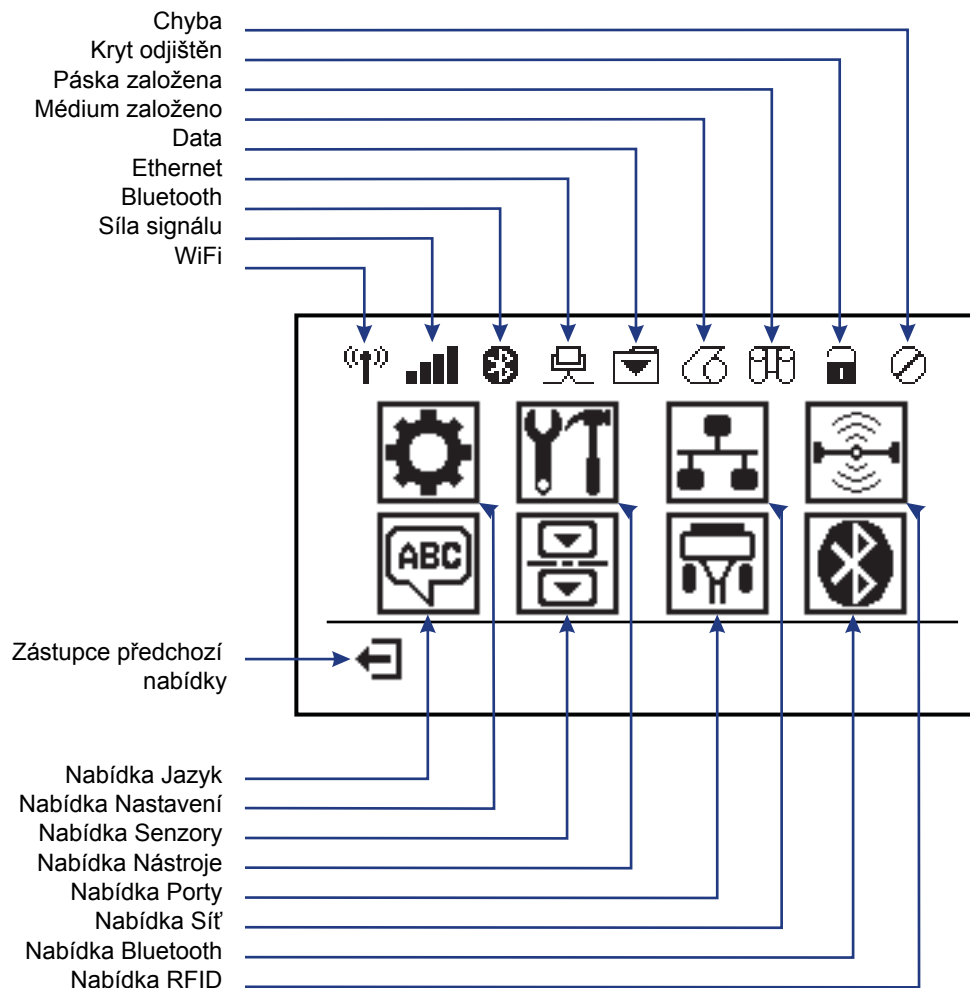 Chyba
Kryt odjištěn
Páska založena
Médium založeno
Data
Ethernet
Bluetooth
Síla signálu
WiFi
ABC
Zástupce předchozí
nabídky
Nabídka Jazyk
Nabídka Nastavení
Nabídka Senzory
Nabídka Nástroje
Nabídka Porty
Nabídka Síť
Nabídka Bluetooth
Nabídka RFID